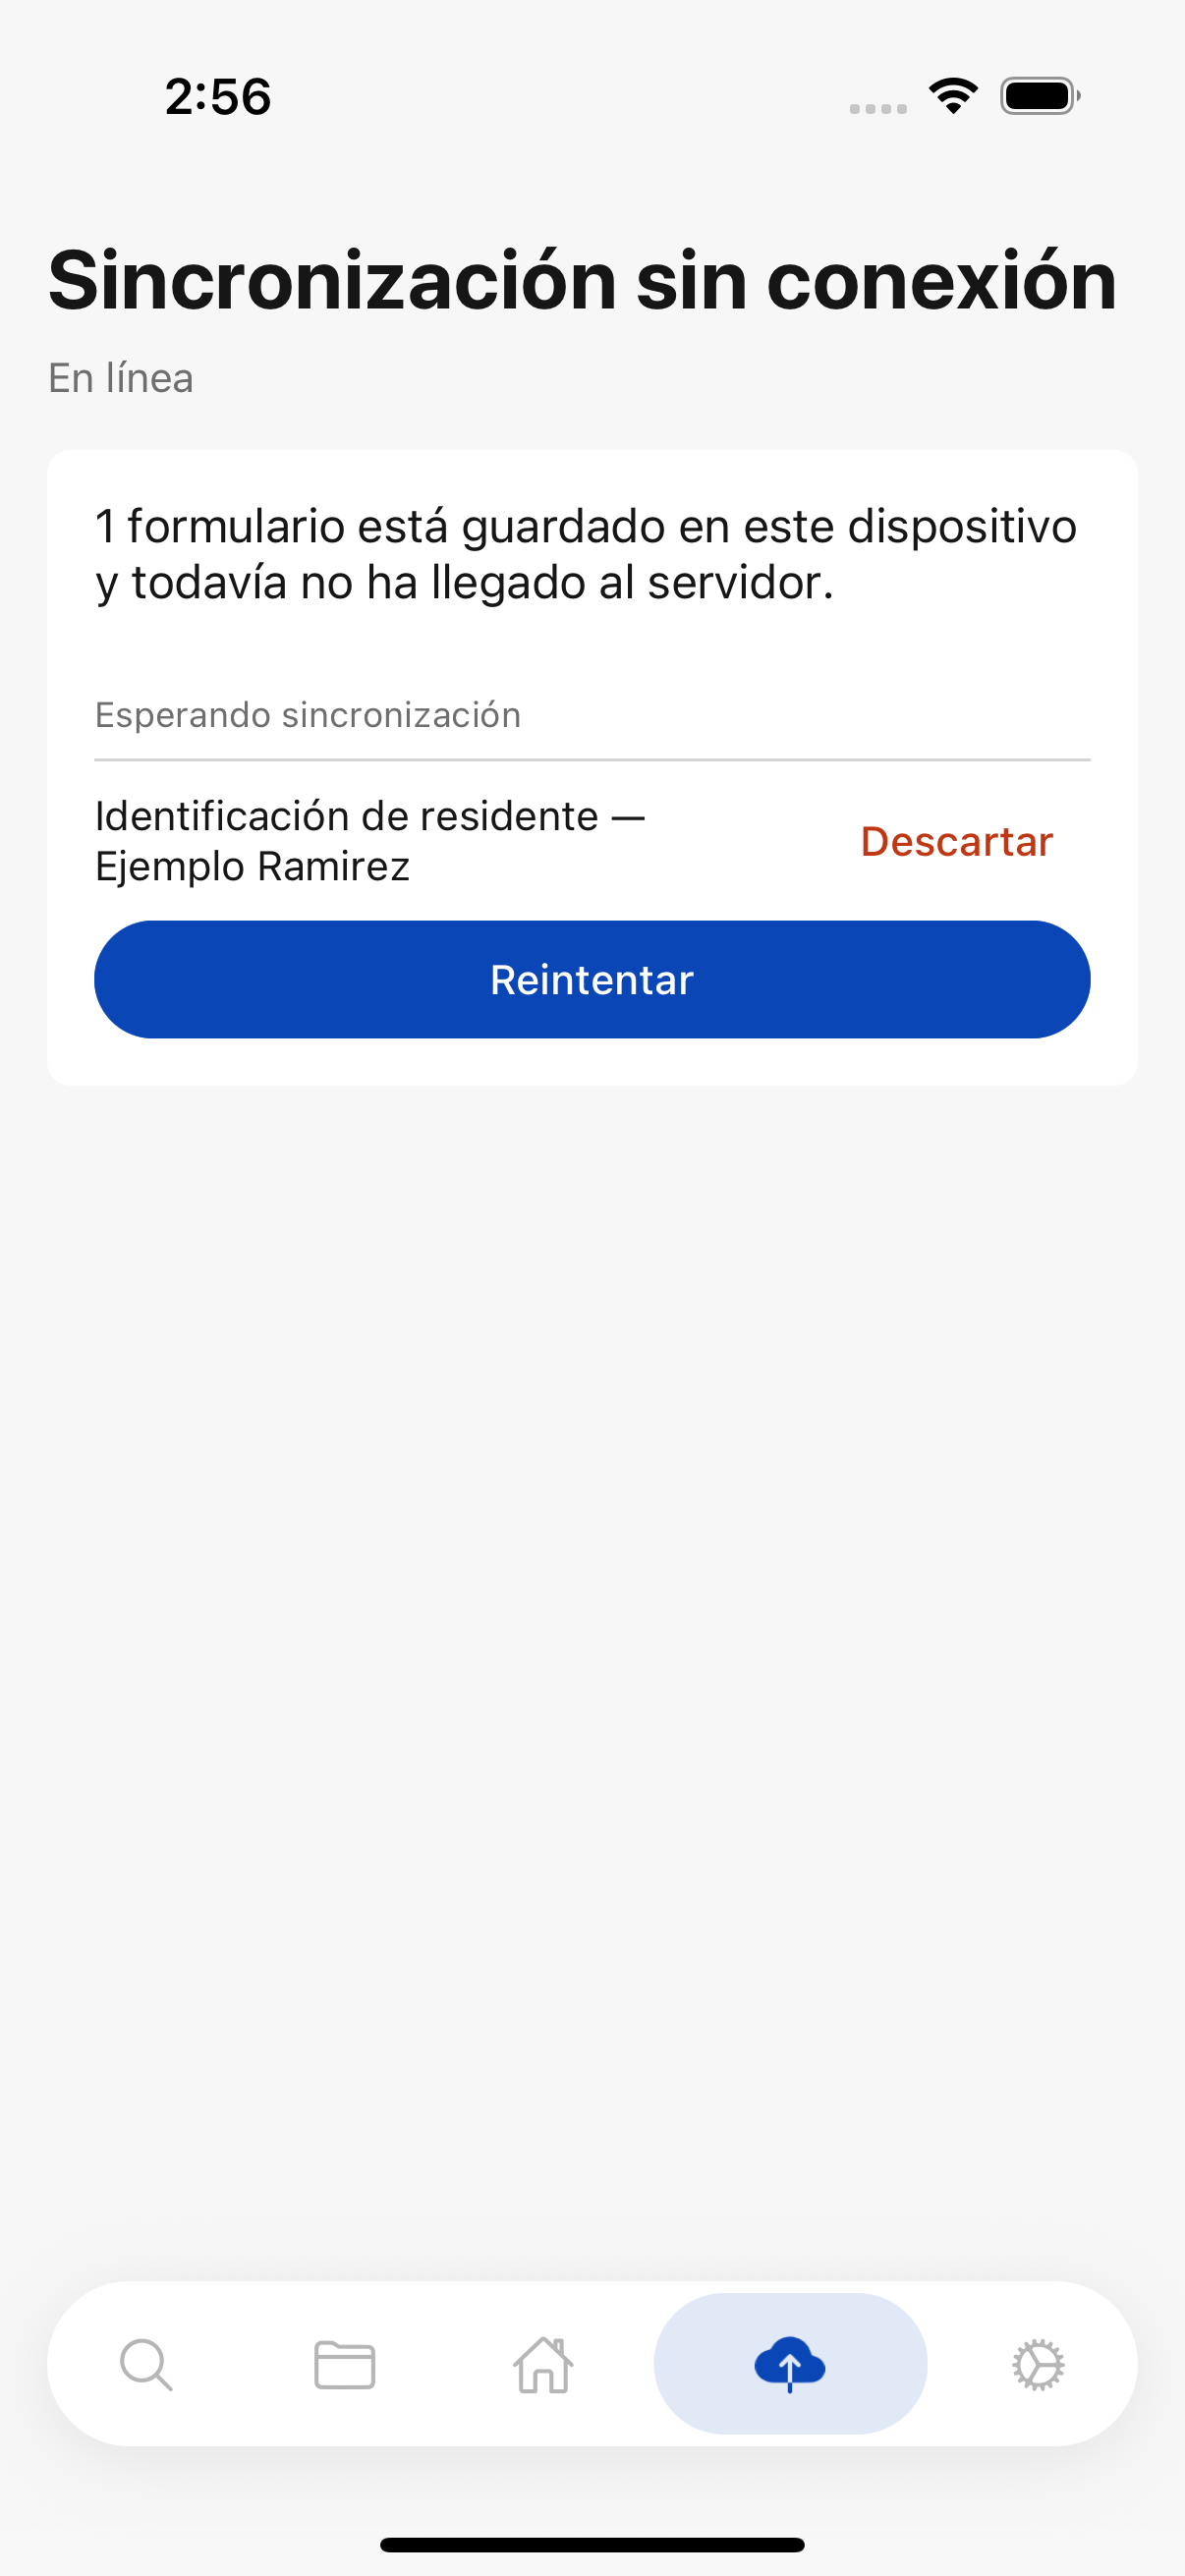 2:56
Sincronización sin conexión
En línea
1 formulario está guardado en este dispositivo
y todavía no ha llegado al servidor.
Esperando sincronización
Identificación de residente —
Ejemplo Ramirez
Descartar
Reintentar